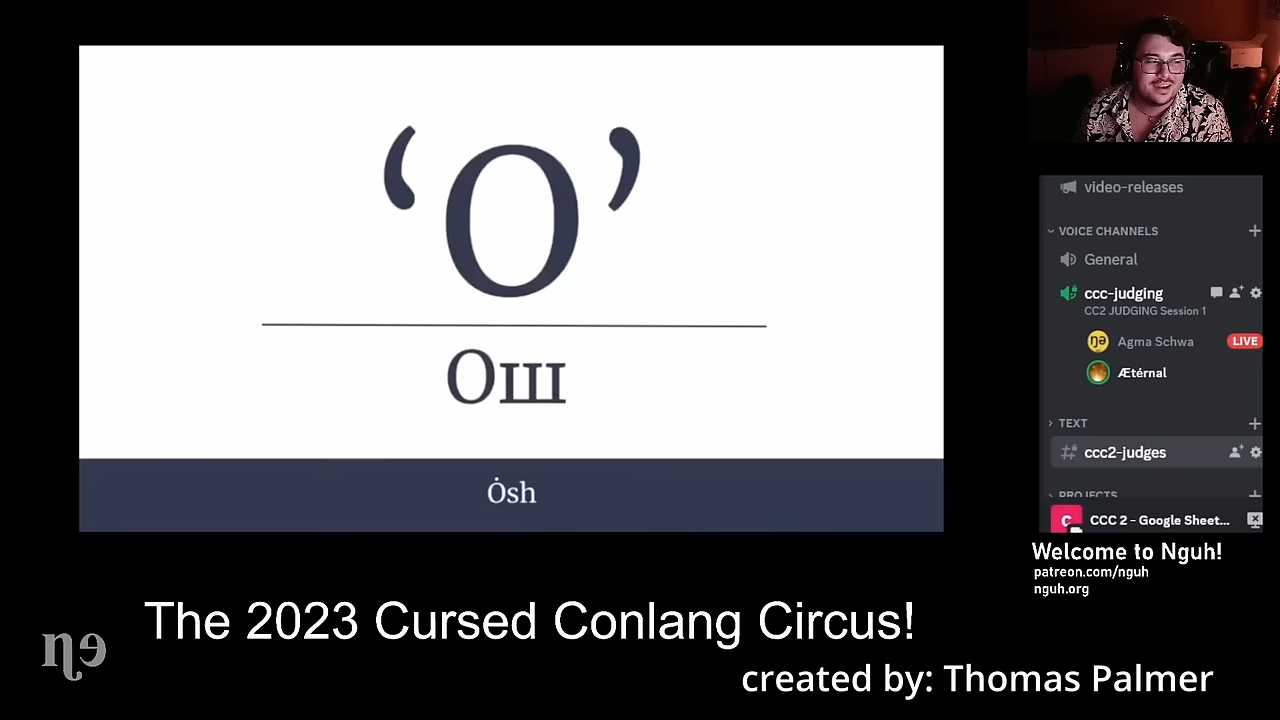 ‘O’
Ош
Ȯsh
video-releases
VOICE CHANNELS
General
ccc-judging
CC2 JUDGING Session 1
ŋə Agma Schwa LIVE
Ætérnal
TEXT
ccc2-judges
PROJECTS
C CCC 2 - Google Sheet...
Welcome to Nguh!
patreon.com/nguh
nguh.org
The 2023 Cursed Conlang Circus!
ŋə
created by: Thomas Palmer